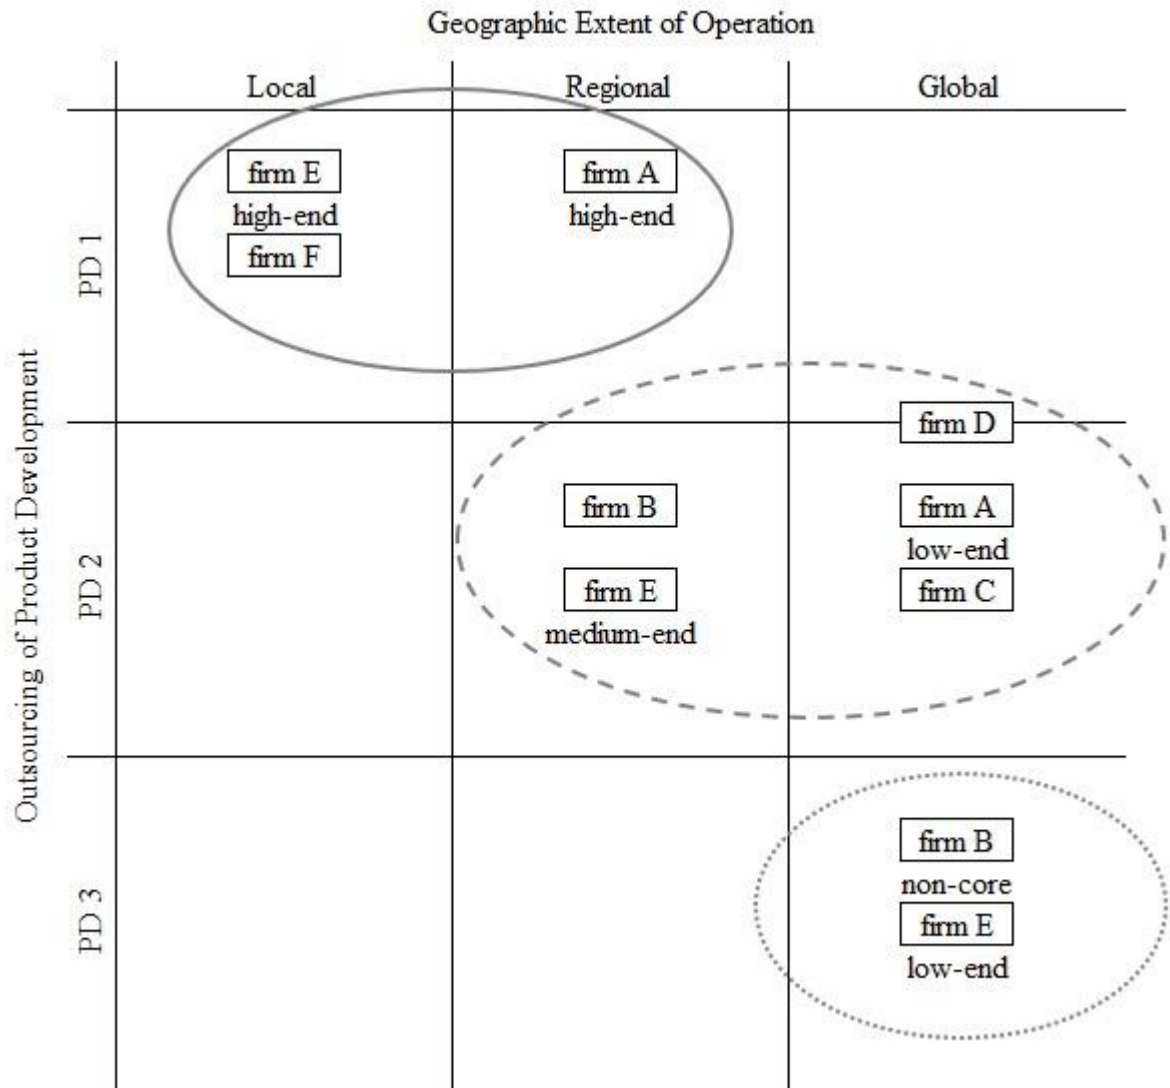 Geographic Extent of Operation
Local Regional Global
Outsourcing of Product Development
PD 1
firm E firm A
high-end high-end
firm F
PD 2
firm D
firm B firm A
low-end
firm E firm C
medium-end
PD 3
firm B
non-core
firm E
low-end